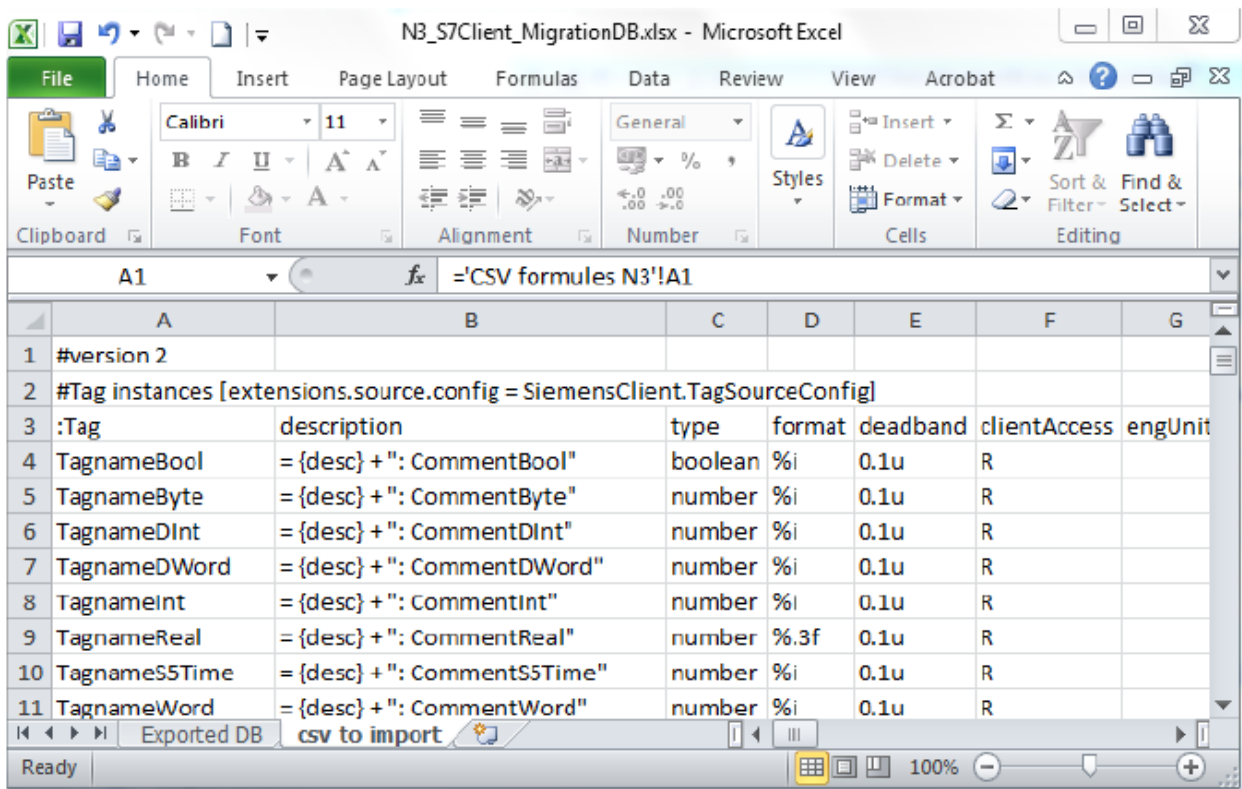 N3_S7Client_MigrationDB.xlsx - Microsoft Excel
File Home Insert Page Layout Formulas Data Review View Acrobat
Calibri 11 General Insert
B I U A A % , Delete
Paste Styles Format Sort & Filter Find & Select
Clipboard Font Alignment Number Cells Editing
A1 fx ='CSV formules N3'!A1
A B C D E F G
1 #version 2
2 #Tag instances [extensions.source.config = SiemensClient.TagSourceConfig]
3 :Tag description type format deadband clientAccess engUnit
4 TagnameBool = {desc} + ": CommentBool" boolean %i 0.1u R
5 TagnameByte = {desc} + ": CommentByte" number %i 0.1u R
6 TagnameDInt = {desc} + ": CommentDInt" number %i 0.1u R
7 TagnameDWord = {desc} + ": CommentDWord" number %i 0.1u R
8 TagnameInt = {desc} + ": CommentInt" number %i 0.1u R
9 TagnameReal = {desc} + ": CommentReal" number %.3f 0.1u R
10 TagnameS5Time = {desc} + ": CommentS5Time" number %i 0.1u R
11 TagnameWord = {desc} + ": CommentWord" number %i 0.1u R
Exported DB csv to import
Ready 100%